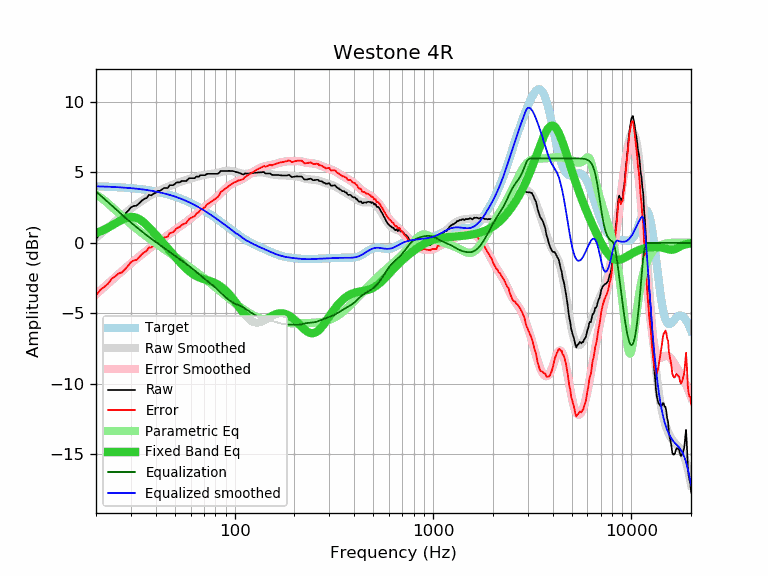 Westone 4R
Amplitude (dBr)
10
5
0
−5
−10
−15
Target
Raw Smoothed
Error Smoothed
Raw
Error
Parametric Eq
Fixed Band Eq
Equalization
Equalized smoothed
100 1000 10000
Frequency (Hz)